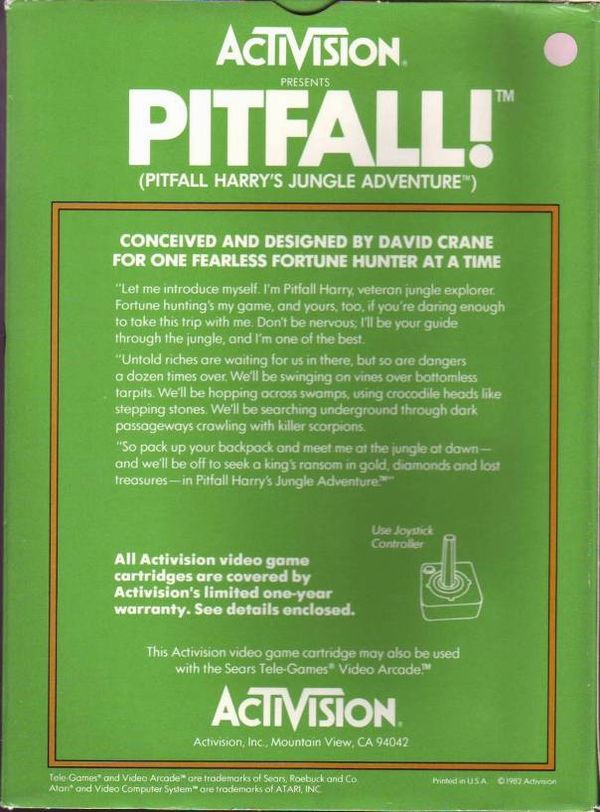 ACTIVISION®
PRESENTS
PITFALL!™
(PITFALL HARRY'S JUNGLE ADVENTURE™)
CONCEIVED AND DESIGNED BY DAVID CRANE
FOR ONE FEARLESS FORTUNE HUNTER AT A TIME
"Let me introduce myself. I'm Pitfall Harry, veteran jungle explorer.
Fortune hunting's my game, and yours, too, if you're daring enough
to take this trip with me. Don't be nervous; I'll be your guide
through the jungle, and I'm one of the best.
"Untold riches are waiting for us in there, but so are dangers
a dozen times over. We'll be swinging on vines over bottomless
tarpits. We'll be hopping across swamps, using crocodile heads like
stepping stones. We'll be searching underground through dark
passageways crawling with killer scorpions.
"So pack up your backpack and meet me at the jungle at dawn—
and we'll be off to seek a king's ransom in gold, diamonds and lost
treasures—in Pitfall Harry's Jungle Adventure.™"
Use Joystick
Controller
All Activision video game
cartridges are covered by
Activision's limited one-year
warranty. See details enclosed.
This Activision video game cartridge may also be used
with the Sears Tele-Games® Video Arcade.™
ACTIVISION®
Activision, Inc., Mountain View, CA 94042
Tele-Games® and Video Arcade™ are trademarks of Sears, Roebuck and Co.
Atari® and Video Computer System™ are trademarks of ATARI, INC.
Printed in U.S.A. ©1982 Activision